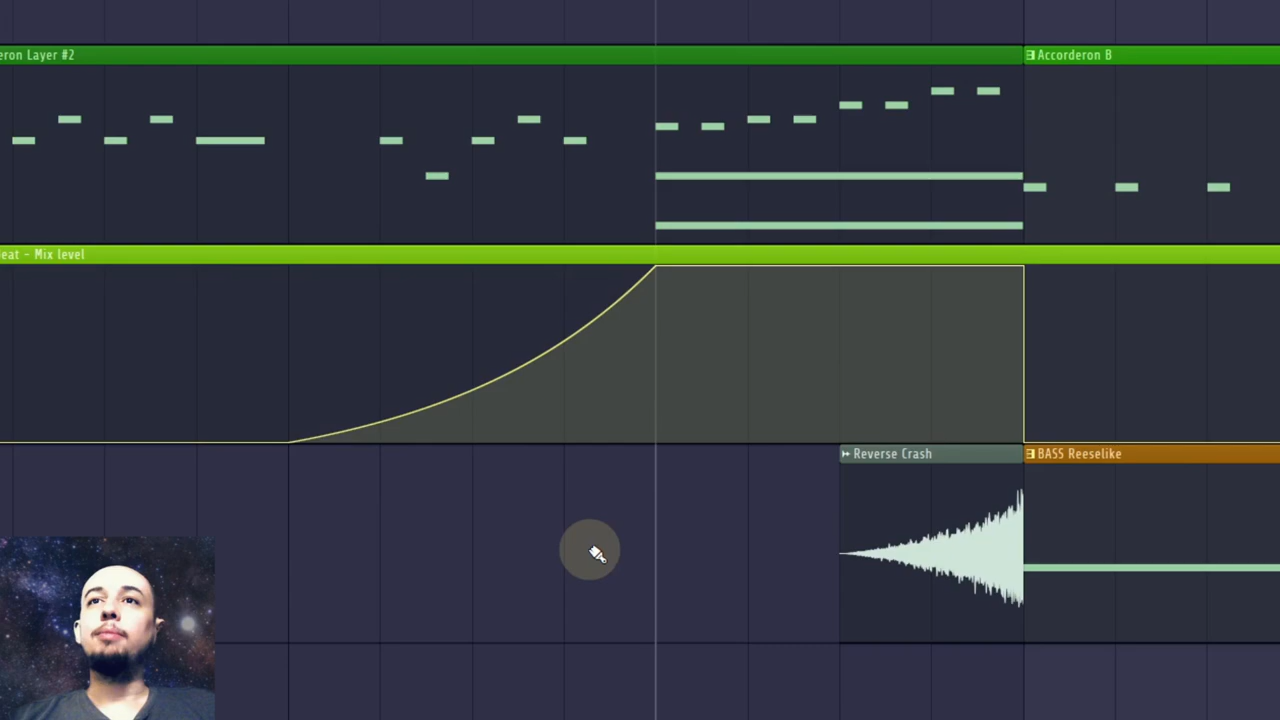 eron Layer #2
Accorderon B
eat - Mix level
Reverse Crash
BASS Reeselike